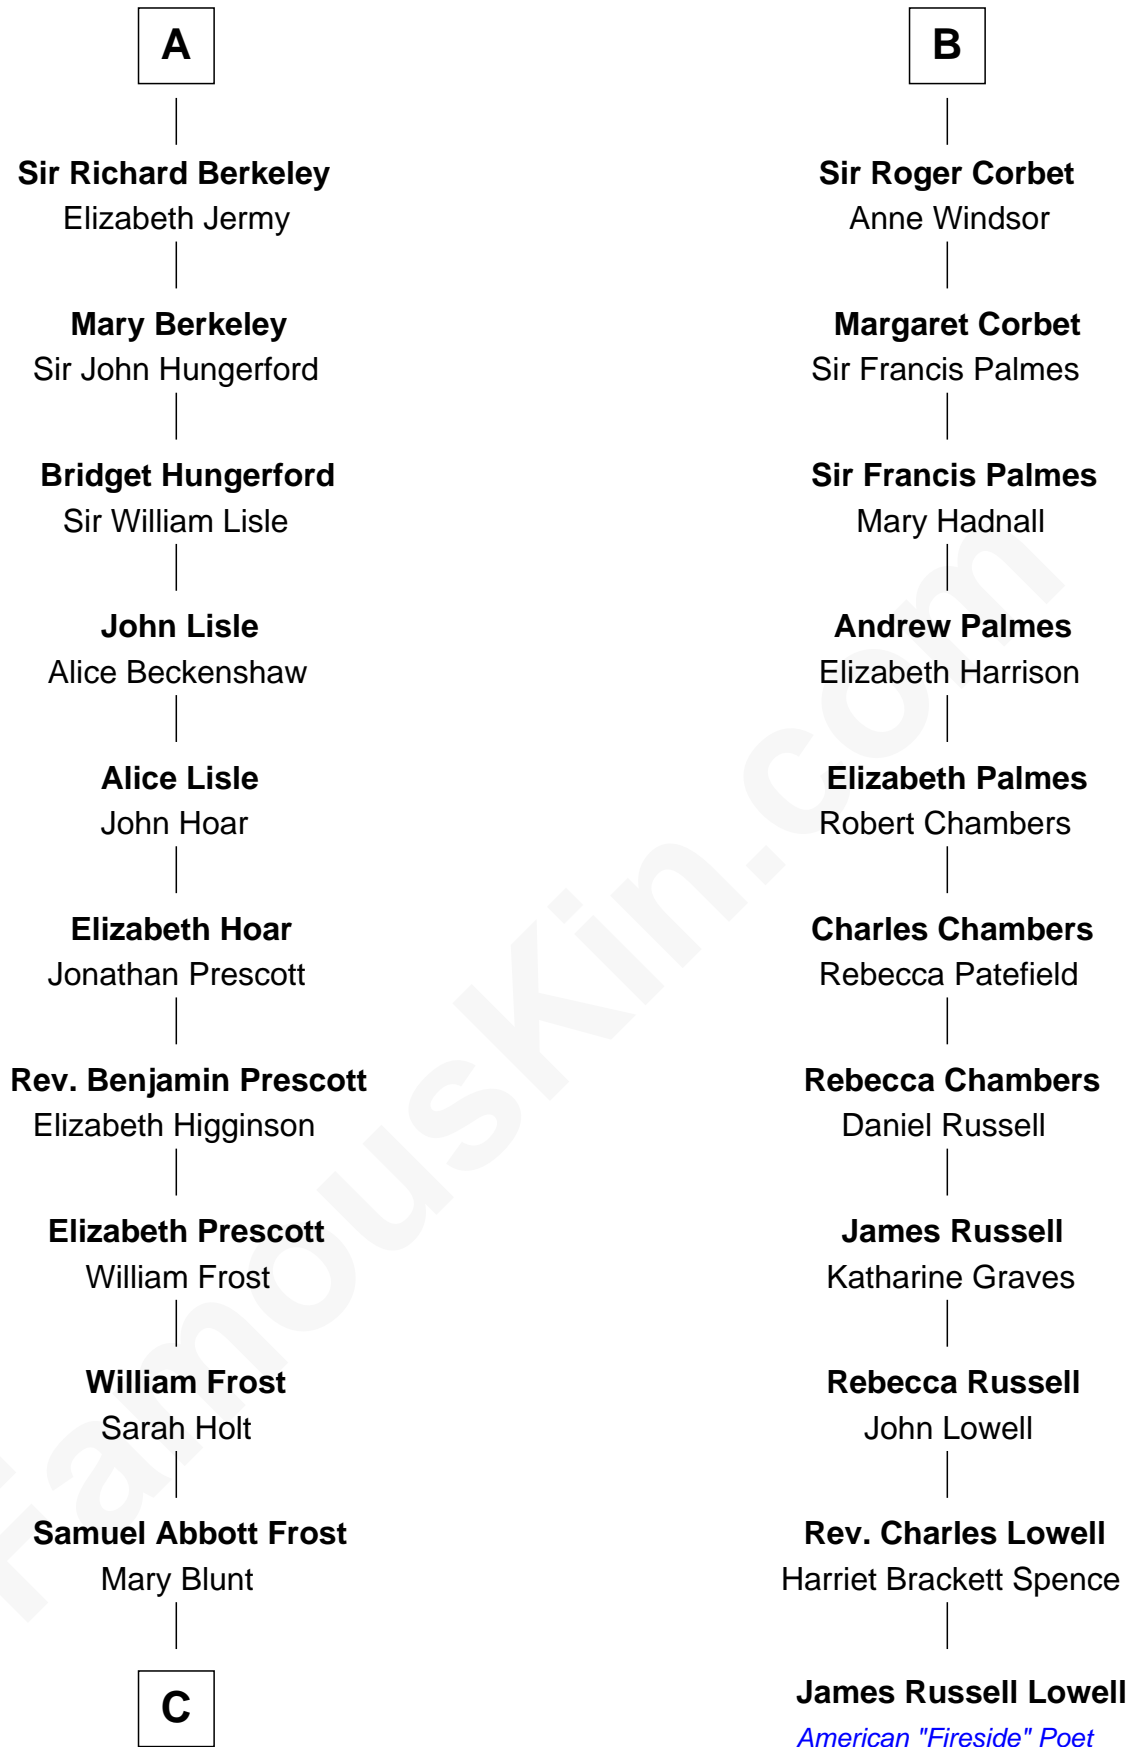 A
Sir Richard Berkeley
Elizabeth Jermy
Mary Berkeley
Sir John Hungerford
Bridget Hungerford
Sir William Lisle
John Lisle
Alice Beckenshaw
Alice Lisle
John Hoar
Elizabeth Hoar
Jonathan Prescott
Rev. Benjamin Prescott
Elizabeth Higginson
Elizabeth Prescott
William Frost
William Frost
Sarah Holt
Samuel Abbott Frost
Mary Blunt
C
B
Sir Roger Corbet
Anne Windsor
Margaret Corbet
Sir Francis Palmes
Sir Francis Palmes
Mary Hadnall
Andrew Palmes
Elizabeth Harrison
Elizabeth Palmes
Robert Chambers
Charles Chambers
Rebecca Patefield
Rebecca Chambers
Daniel Russell
James Russell
Katharine Graves
Rebecca Russell
John Lowell
Rev. Charles Lowell
Harriet Brackett Spence
James Russell Lowell
American "Fireside" Poet
FamousKin.com